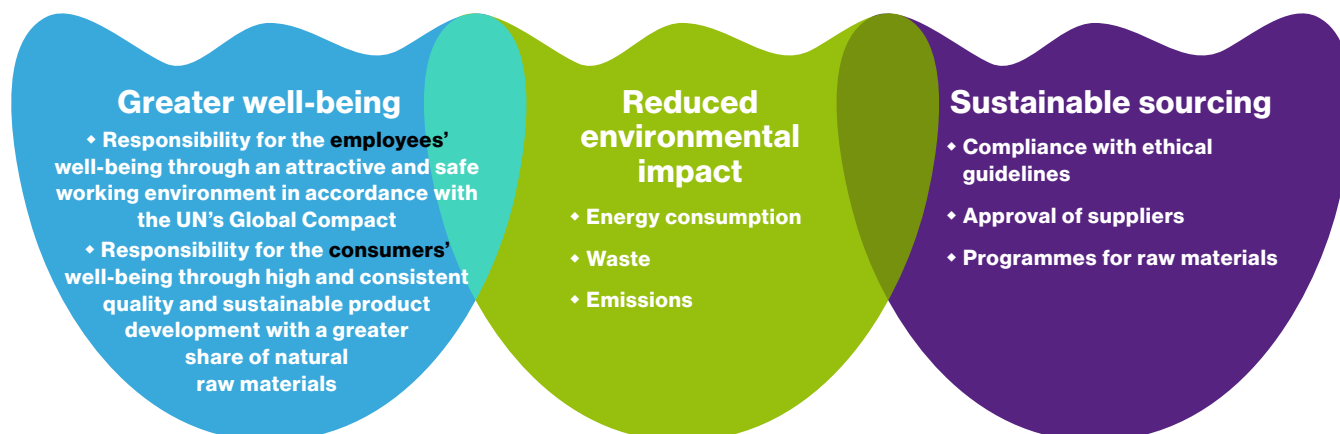 Greater well-being
◆ Responsibility for the employees’
well-being through an attractive and safe
working environment in accordance with
the UN’s Global Compact
◆ Responsibility for the consumers’
well-being through high and consistent
quality and sustainable product
development with a greater
share of natural
raw materials
Reduced
environmental
impact
◆ Energy consumption
◆ Waste
◆ Emissions
Sustainable sourcing
◆ Compliance with ethical
guidelines
◆ Approval of suppliers
◆ Programmes for raw materials